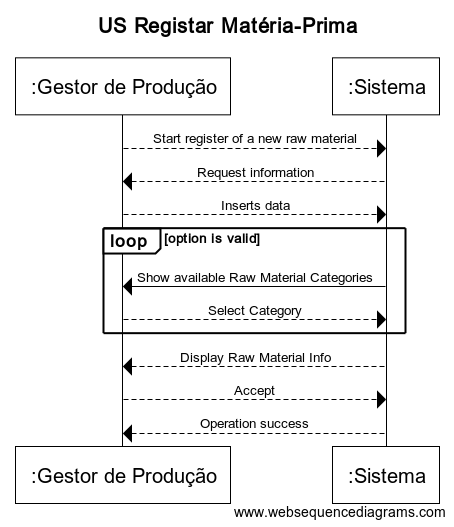 US Registar Matéria-Prima
:Gestor de Produção
:Sistema
Start register of a new raw material
Request information
Inserts data
loop [option is valid]
Show available Raw Material Categories
Select Category
Display Raw Material Info
Accept
Operation success
:Gestor de Produção
:Sistema
www.websequencediagrams.com